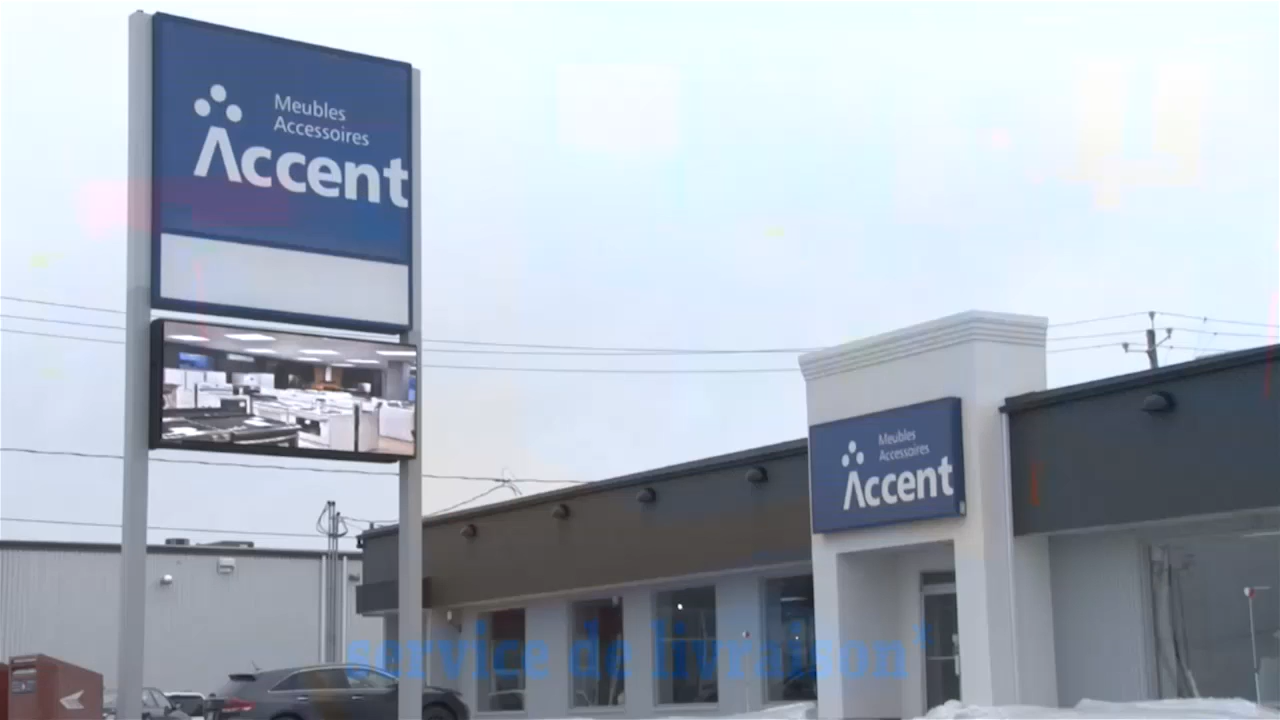 Meubles
Accessoires
Accent
Meubles
Accessoires
Accent
service de livraison*